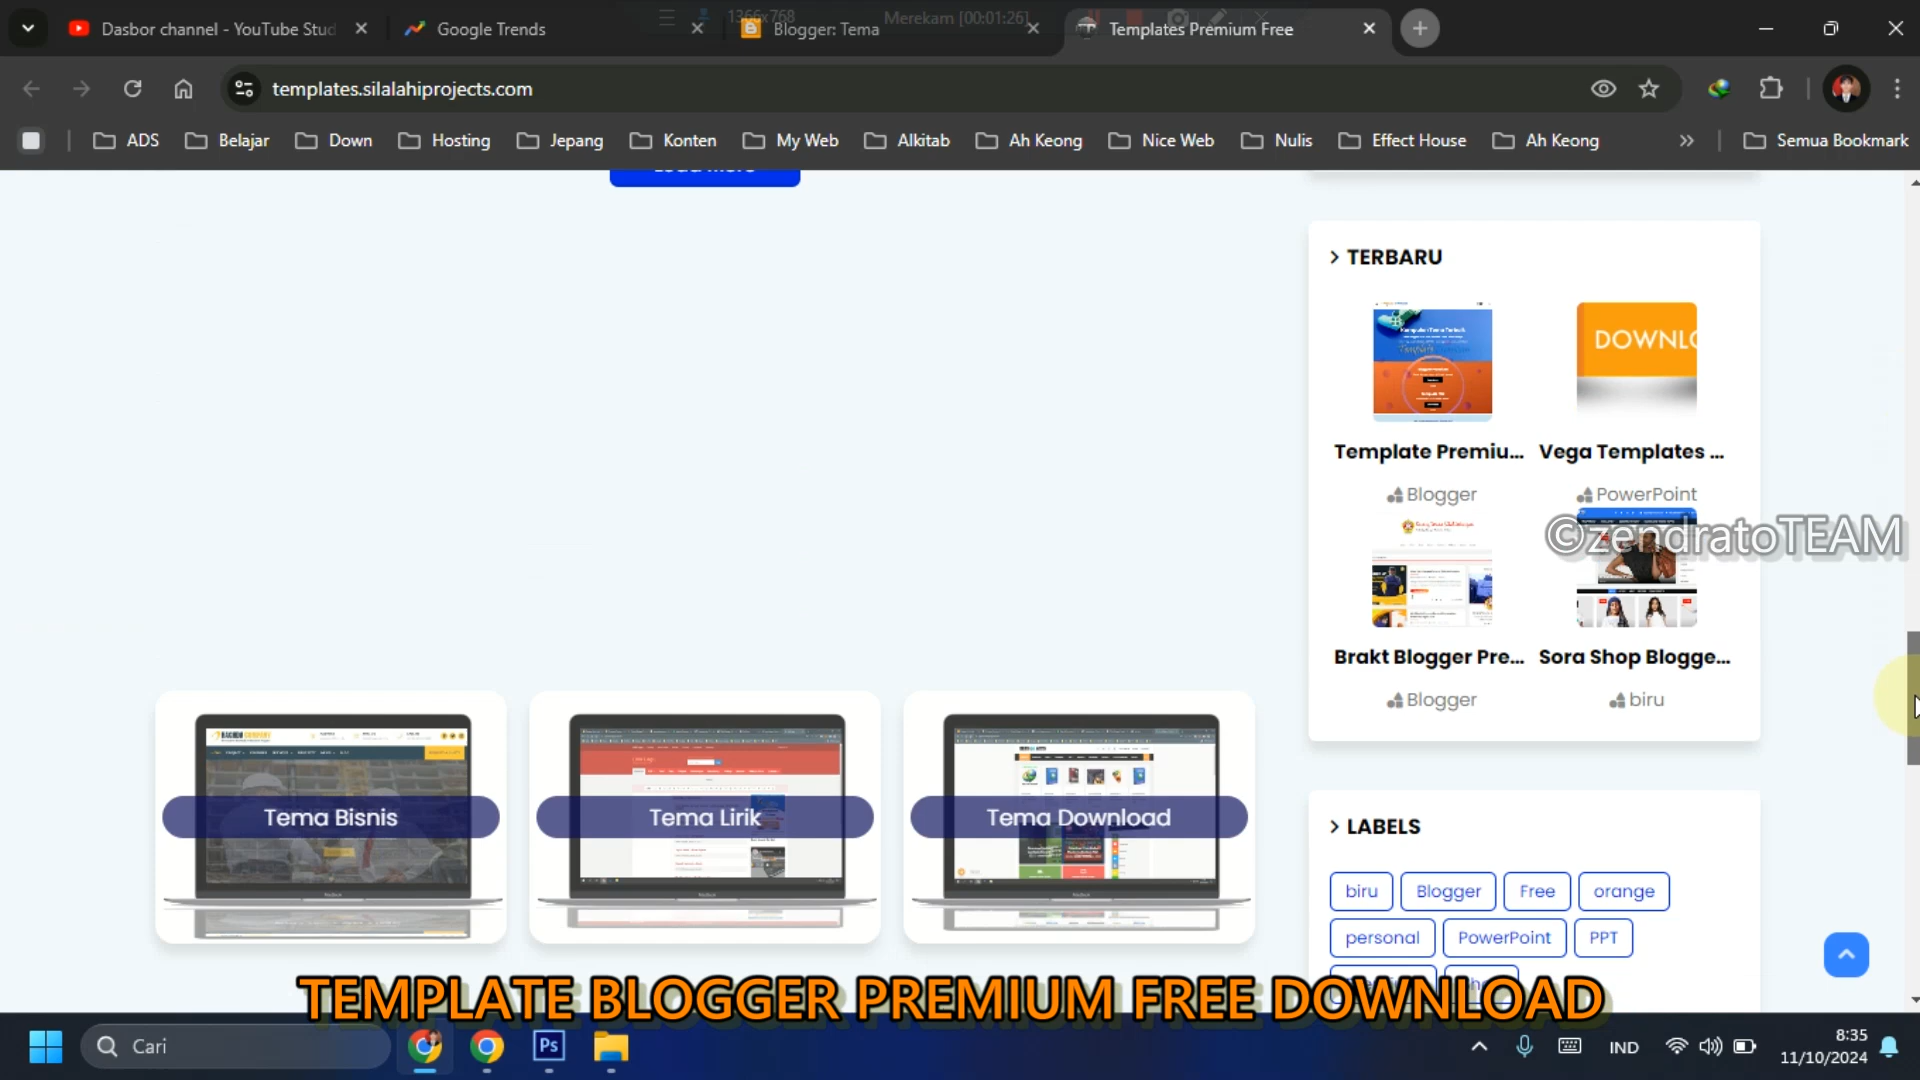 Dasbor channel - YouTube Stud
Google Trends
1366x768
Blogger: Tema
Merekam [00:01:26]
Templates Premium Free
templates.silalahiprojects.com
ADS
Belajar
Down
Hosting
Jepang
Konten
My Web
Alkitab
Ah Keong
Nice Web
Nulis
Effect House
Ah Keong
Semua Bookmark
TERBARU
DOWNLO
Template Premiu...
Vega Templates ...
Blogger
PowerPoint
©zendratoTEAM
Brakt Blogger Pre...
Sora Shop Blogge...
Blogger
biru
Tema Bisnis
Tema Lirik
Tema Download
LABELS
biru
Blogger
Free
orange
personal
PowerPoint
PPT
TEMPLATE BLOGGER PREMIUM FREE DOWNLOAD
Cari
Ps
IND
8:35
11/10/2024